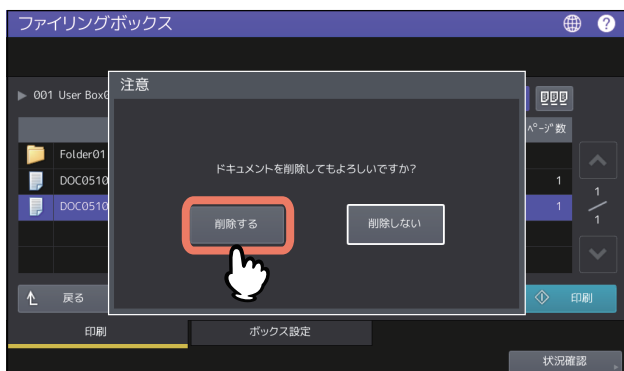 ファイリングボックス
?
注意
001 User Box0
ページ数
Folder01
ドキュメントを削除してもよろしいですか?
DOC0510
1
1
DOC0510
1
1
削除する
削除しない
戻る
印刷
印刷
ボックス設定
状況確認